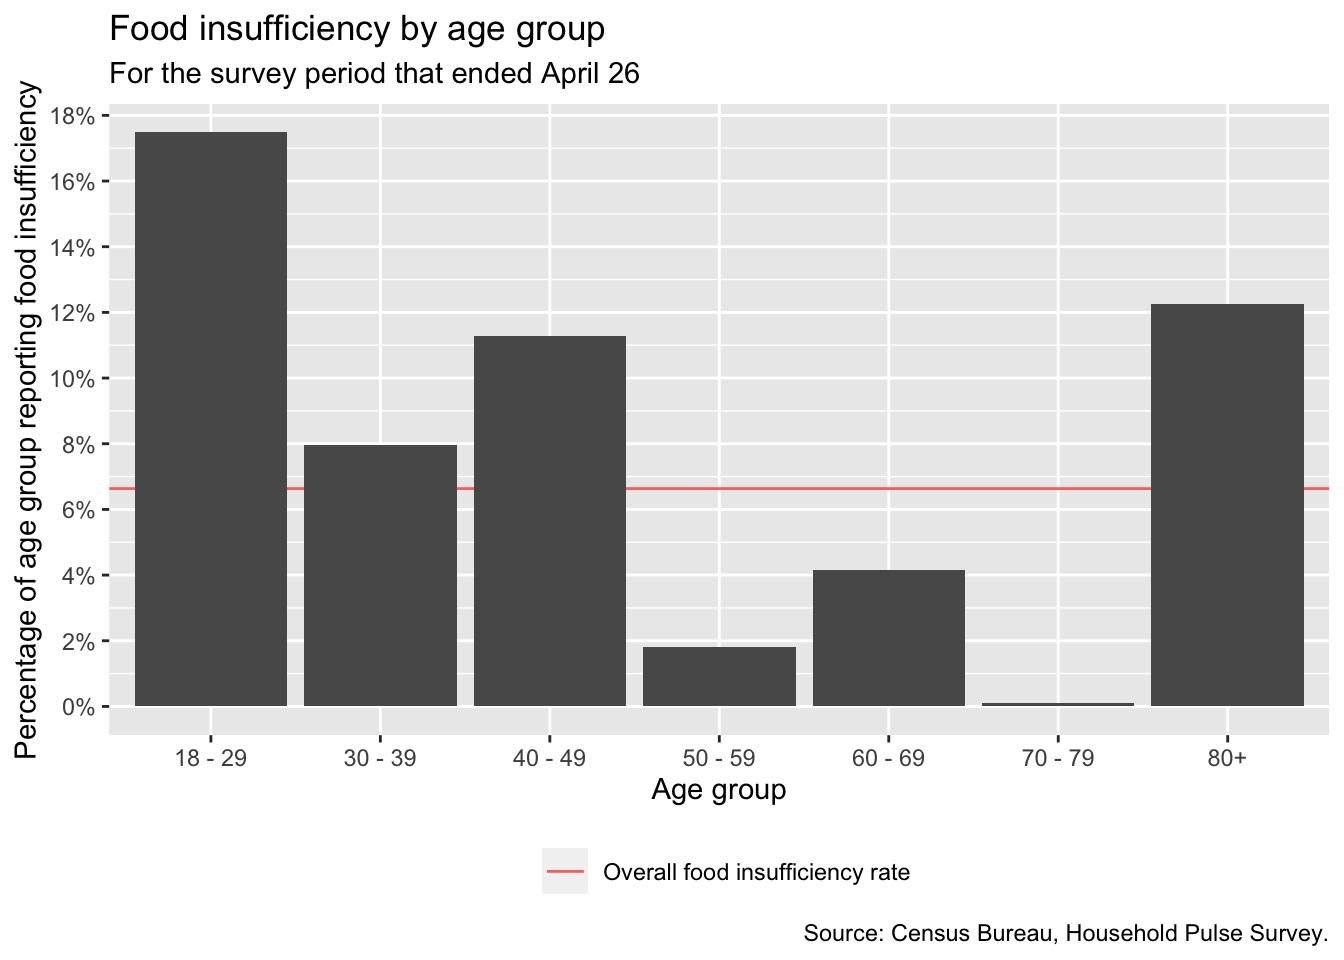 Food insufficiency by age group
For the survey period that ended April 26
Percentage of age group reporting food insufficiency
18%
16%
14%
12%
10%
8%
6%
4%
2%
0%
18 - 29
30 - 39
40 - 49
50 - 59
60 - 69
70 - 79
80+
Age group
Overall food insufficiency rate
Source: Census Bureau, Household Pulse Survey.